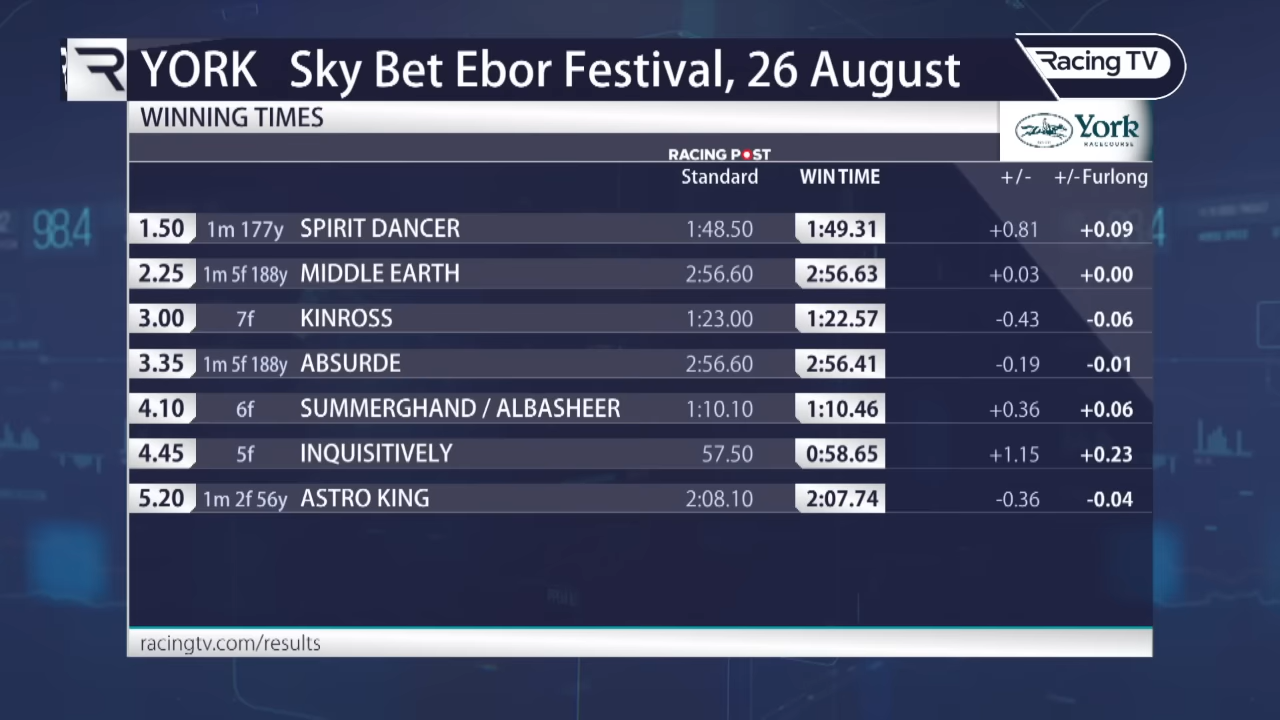 YORK Sky Bet Ebor Festival, 26 August
Racing TV
WINNING TIMES
York
RACECOURSE
RACING POST
Standard WIN TIME +/- +/-Furlong
98.4
1.50 1m 177y SPIRIT DANCER 1:48.50 1:49.31 +0.81 +0.09
2.25 1m 5f 188y MIDDLE EARTH 2:56.60 2:56.63 +0.03 +0.00
3.00 7f KINROSS 1:23.00 1:22.57 -0.43 -0.06
3.35 1m 5f 188y ABSURDE 2:56.60 2:56.41 -0.19 -0.01
4.10 6f SUMMERGHAND / ALBASHEER 1:10.10 1:10.46 +0.36 +0.06
4.45 5f INQUISITIVELY 57.50 0:58.65 +1.15 +0.23
5.20 1m 2f 56y ASTRO KING 2:08.10 2:07.74 -0.36 -0.04
racingtv.com/results